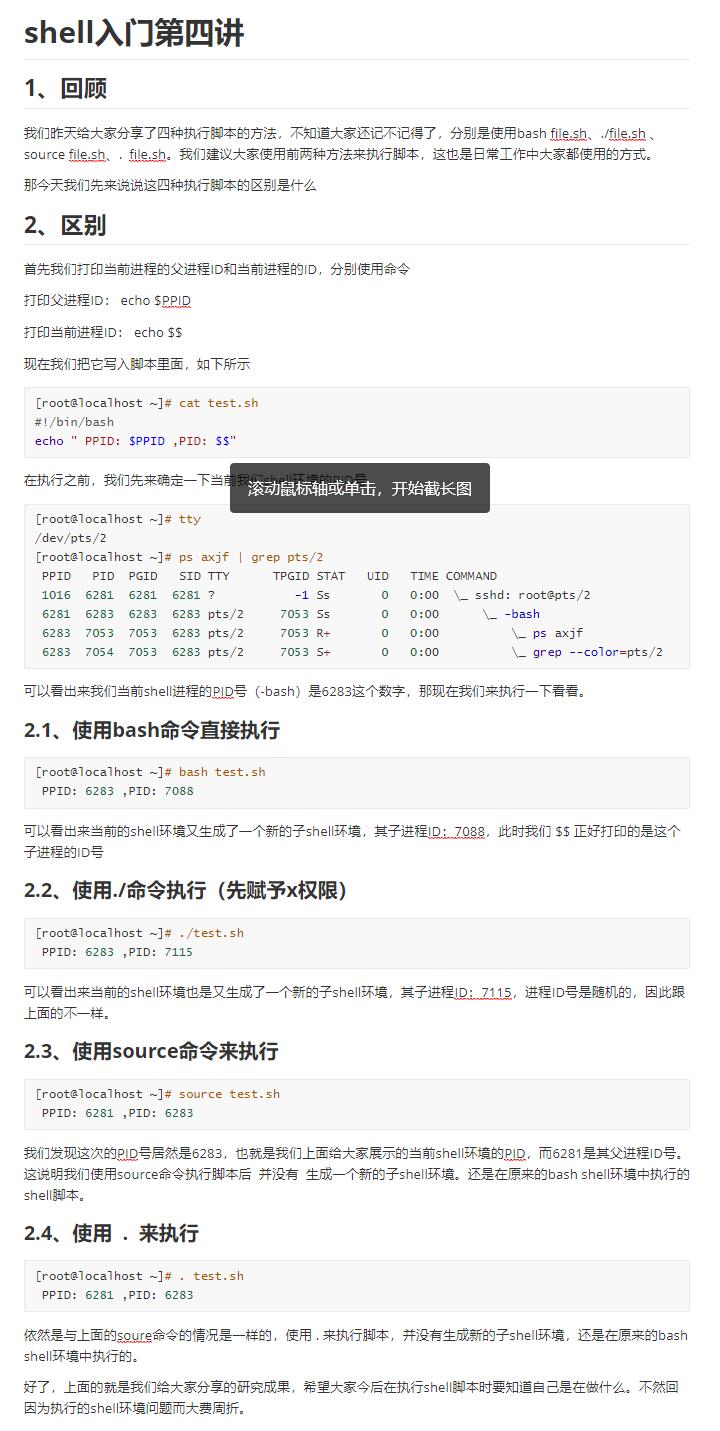 shell入门第四讲
1、回顾
我们昨天给大家分享了四种执行脚本的方法，不知道大家还记不记得了，分别是使用bash file.sh、./file.sh 、
source file.sh、. file.sh。我们建议大家使用前两种方法来执行脚本，这也是日常工作中大家都使用的方式。
那今天我们先来说说这四种执行脚本的区别是什么
2、区别
首先我们打印当前进程的父进程ID和当前进程的ID，分别使用命令
打印父进程ID： echo $PPID
打印当前进程ID： echo $$
现在我们把它写入脚本里面，如下所示
[root@localhost ~]# cat test.sh
#!/bin/bash
echo " PPID: $PPID ,PID: $$"
在执行之前，我们先来确定一下当前我们shell环境的PID号
滚动鼠标轴或单击，开始截长图
[root@localhost ~]# tty
/dev/pts/2
[root@localhost ~]# ps axjf | grep pts/2
PPID PID PGID SID TTY TPGID STAT UID TIME COMMAND
1016 6281 6281 6281 ? -1 Ss 0 0:00 \_ sshd: root@pts/2
6281 6283 6283 6283 pts/2 7053 Ss 0 0:00 \_ -bash
6283 7053 7053 6283 pts/2 7053 R+ 0 0:00 \_ ps axjf
6283 7054 7053 6283 pts/2 7053 S+ 0 0:00 \_ grep --color=pts/2
可以看出来我们当前shell进程的PID号（-bash）是6283这个数字，那现在我们来执行一下看看。
2.1、使用bash命令直接执行
[root@localhost ~]# bash test.sh
PPID: 6283 ,PID: 7088
可以看出来当前的shell环境又生成了一个新的子shell环境，其子进程ID：7088，此时我们 $$ 正好打印的是这个
子进程的ID号
2.2、使用./命令执行（先赋予x权限）
[root@localhost ~]# ./test.sh
PPID: 6283 ,PID: 7115
可以看出来当前的shell环境也是又生成了一个新的子shell环境，其子进程ID：7115，进程ID号是随机的，因此跟
上面的不一样。
2.3、使用source命令来执行
[root@localhost ~]# source test.sh
PPID: 6281 ,PID: 6283
我们发现这次的PID号居然是6283，也就是我们上面给大家展示的当前shell环境的PID，而6281是其父进程ID号。
这说明我们使用source命令执行脚本后 并没有 生成一个新的子shell环境。还是在原来的bash shell环境中执行的
shell脚本。
2.4、使用 . 来执行
[root@localhost ~]# . test.sh
PPID: 6281 ,PID: 6283
依然是与上面的soure命令的情况是一样的，使用 . 来执行脚本，并没有生成新的子shell环境，还是在原来的bash
shell环境中执行的。
好了，上面的就是我们给大家分享的研究成果，希望大家今后在执行shell脚本时要知道自己是在做什么。不然回
因为执行的shell环境问题而大费周折。